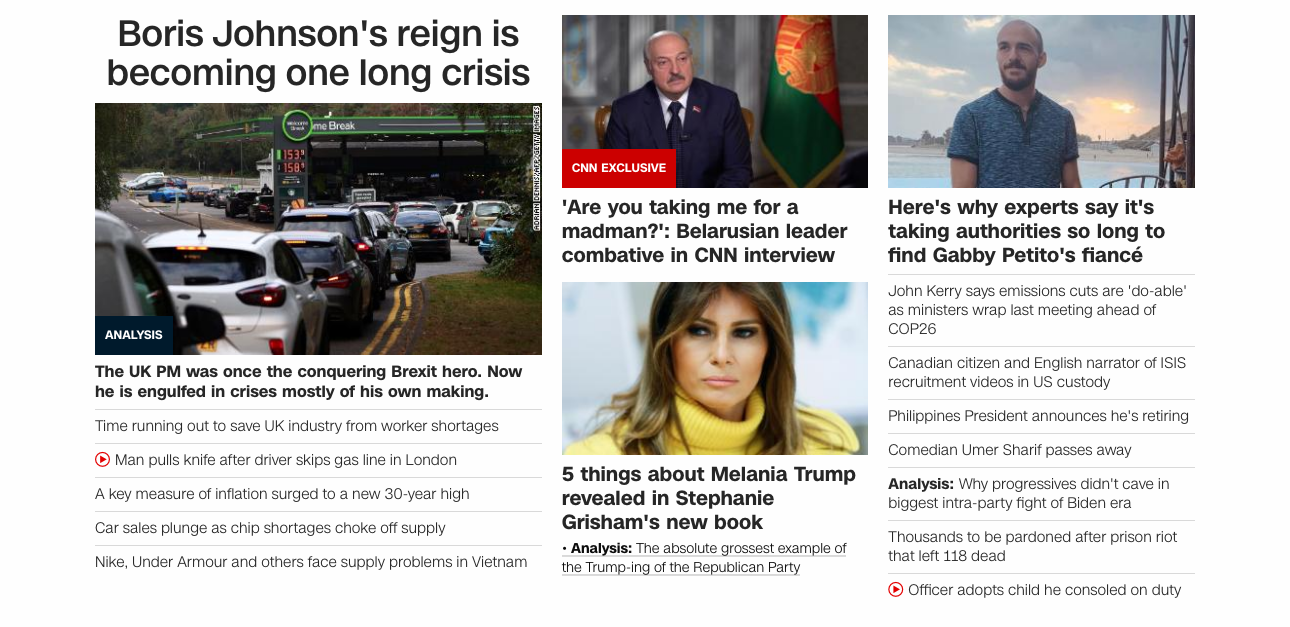 Boris Johnson's reign is
becoming one long crisis
Welcome
Break
me Break
153.9
158.9
ADRIAN DENNIS/AFP/GETTY IMAGES
ANALYSIS
The UK PM was once the conquering Brexit hero. Now
he is engulfed in crises mostly of his own making.
Time running out to save UK industry from worker shortages
Man pulls knife after driver skips gas line in London
A key measure of inflation surged to a new 30-year high
Car sales plunge as chip shortages choke off supply
Nike, Under Armour and others face supply problems in Vietnam
CNN EXCLUSIVE
'Are you taking me for a
madman?': Belarusian leader
combative in CNN interview
5 things about Melania Trump
revealed in Stephanie
Grisham's new book
• Analysis: The absolute grossest example of
the Trump-ing of the Republican Party
Here's why experts say it's
taking authorities so long to
find Gabby Petito's fiancé
John Kerry says emissions cuts are 'do-able'
as ministers wrap last meeting ahead of
COP26
Canadian citizen and English narrator of ISIS
recruitment videos in US custody
Philippines President announces he's retiring
Comedian Umer Sharif passes away
Analysis: Why progressives didn't cave in
biggest intra-party fight of Biden era
Thousands to be pardoned after prison riot
that left 118 dead
Officer adopts child he consoled on duty